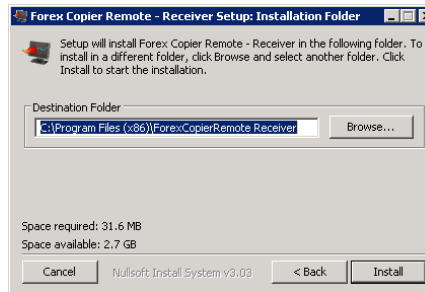 Forex Copier Remote - Receiver Setup: Installation Folder
Setup will install Forex Copier Remote - Receiver in the following folder. To
install in a different folder, click Browse and select another folder. Click
Install to start the installation.
Destination Folder
C:\Program Files (x86)\ForexCopierRemote Receiver
Browse...
Space required: 31.6 MB
Space available: 2.7 GB
Cancel
Nullsoft Install System v3.03
< Back
Install